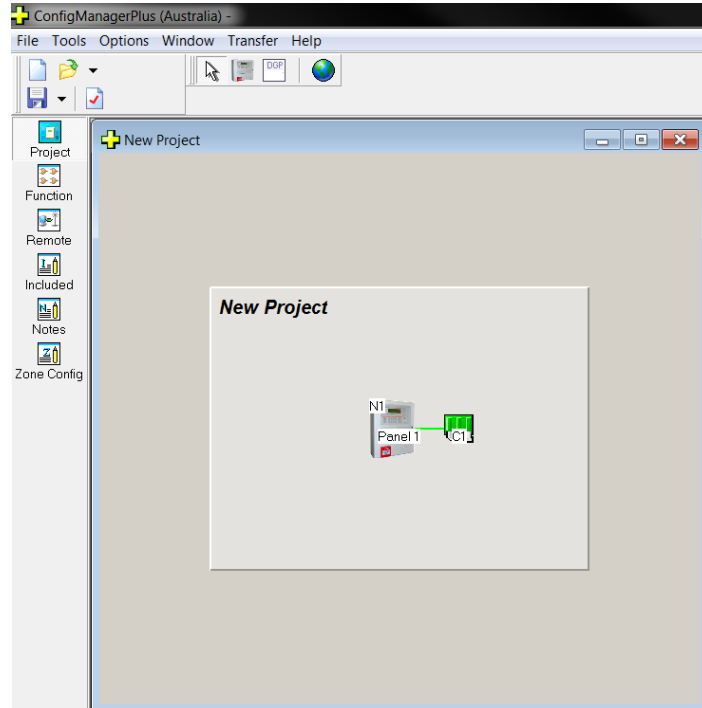 ConfigManagerPlus (Australia) -
File Tools Options Window Transfer Help
DGP
Project
Function
Remote
Included
Notes
Zone Config
New Project
New Project
N1
Panel 1
C1